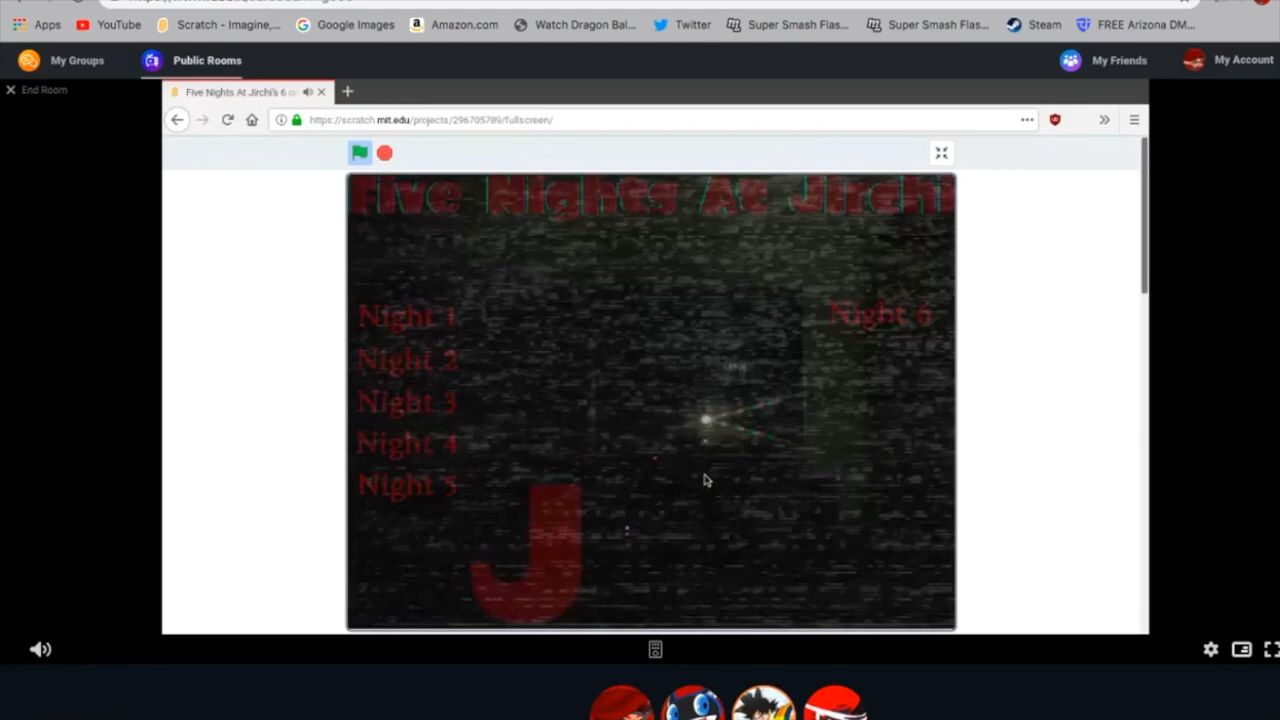 Apps YouTube Scratch - Imagine,... Google Images Amazon.com Watch Dragon Bal... Twitter Super Smash Flas... Super Smash Flas... Steam FREE Arizona DM...
My Groups Public Rooms My Friends My Account
End Room
Five Nights At Jirchi's 6 o
https://scratch.mit.edu/projects/296705789/fullscreen/
Five Nights At Jirchi
Night 1
Night 6
Night 2
Night 3
Night 4
Night 5
J